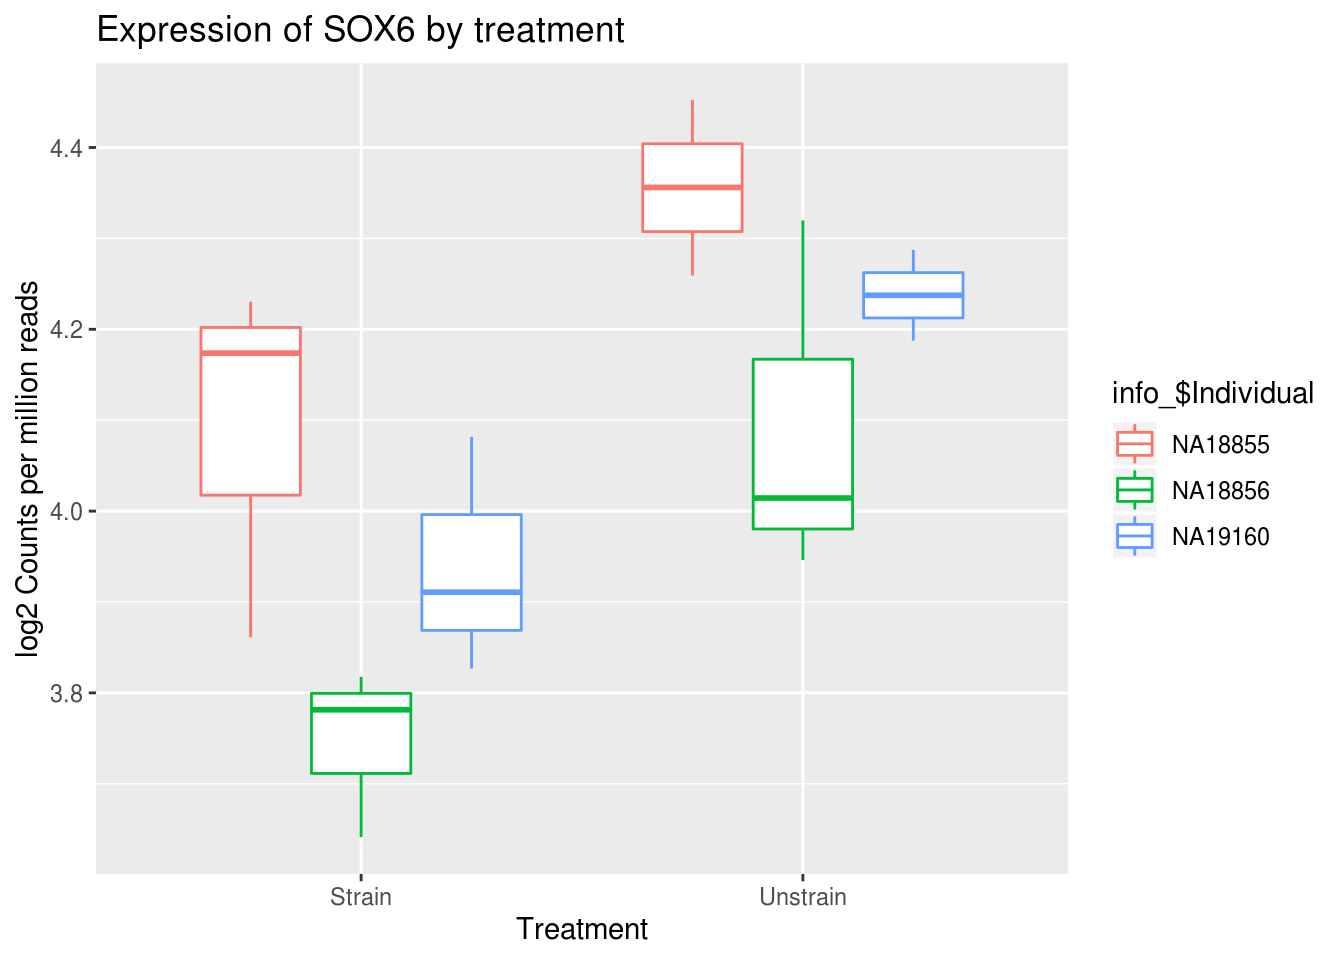 Expression of SOX6 by treatment
log2 Counts per million reads
4.4
4.2
4.0
3.8
Strain
Unstrain
Treatment
info_$Individual
NA18855
NA18856
NA19160